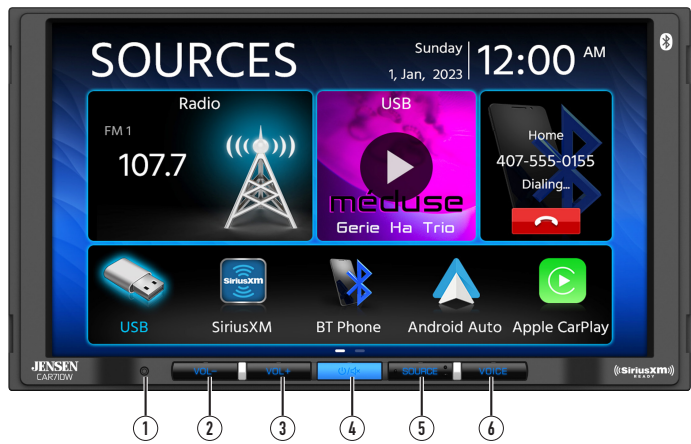 SOURCES
Sunday
1, Jan, 2023
12:00 AM
Radio
FM 1
107.7
USB
méduse
Gerie Ha Trio
Home
407-555-0155
Dialing...
USB
SiriusXM
SiriusXM
BT Phone
Android Auto
Apple CarPlay
JENSEN
CAR710W
VOL-
VOL+
SOURCE
VOICE
((SiriusXM))
READY
1
2
3
4
5
6